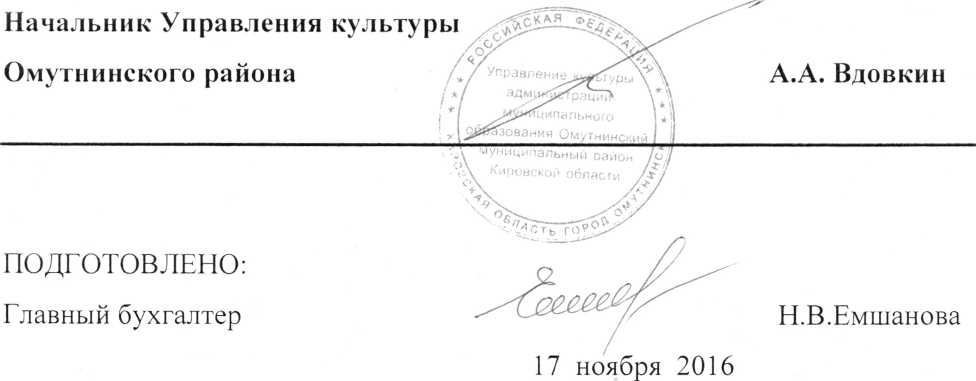 Начальник Управления культуры
Омутнинского района
А.А. Вдовкин
РОССИЙСКАЯ ФЕДЕРАЦИЯ
Управление культуры
администрации
муниципального
образования Омутнинский
муниципальный район
Кировской области
КИРОВСКАЯ ОБЛАСТЬ ГОРОД ОМУТНИНСК
ПОДГОТОВЛЕНО:
Главный бухгалтер
Н.В.Емшанова
17 ноября 2016